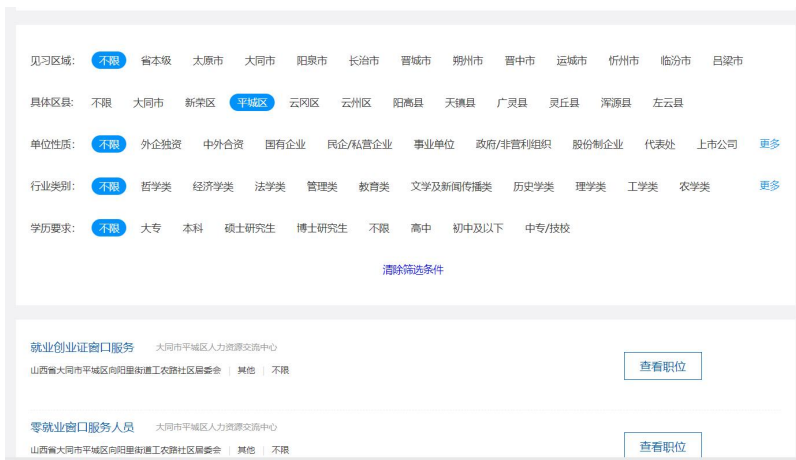 见习区域: 不限 省本级 太原市 大同市 阳泉市 长治市 晋城市 朔州市 晋中市 运城市 忻州市 临汾市 吕梁市
具体区县: 不限 大同市 新荣区 平城区 云冈区 云州区 阳高县 天镇县 广灵县 灵丘县 浑源县 左云县
单位性质: 不限 外企独资 中外合资 国有企业 民企/私营企业 事业单位 政府/非营利组织 股份制企业 代表处 上市公司 更多
行业类别: 不限 哲学类 经济学类 法学类 管理类 教育类 文学及新闻传播类 历史学类 理学类 工学类 农学类 更多
学历要求: 不限 大专 本科 硕士研究生 博士研究生 不限 高中 初中及以下 中专/技校
清除筛选条件
就业创业证窗口服务 大同市平城区人力资源交流中心
山西省大同市平城区向阳里街道工农路社区居委会 | 其他 | 不限
查看职位
零就业窗口服务人员 大同市平城区人力资源交流中心
山西省大同市平城区向阳里街道工农路社区居委会 | 其他 | 不限
查看职位